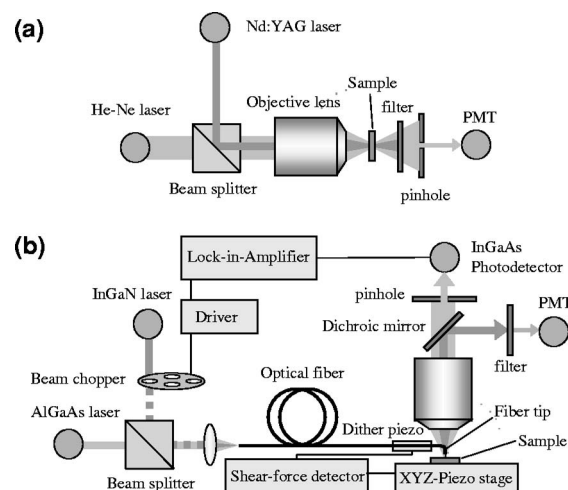 (a)
Nd:YAG laser
He-Ne laser
Objective lens
Sample
filter
PMT
Beam splitter
pinhole
(b)
Lock-in-Amplifier
InGaAs
Photodetector
InGaN laser
pinhole
Driver
PMT
Dichroic mirror
Beam chopper
Optical fiber
filter
AlGaAs laser
Dither piezo
Fiber tip
Sample
Beam splitter
Shear-force detector
XYZ-Piezo stage